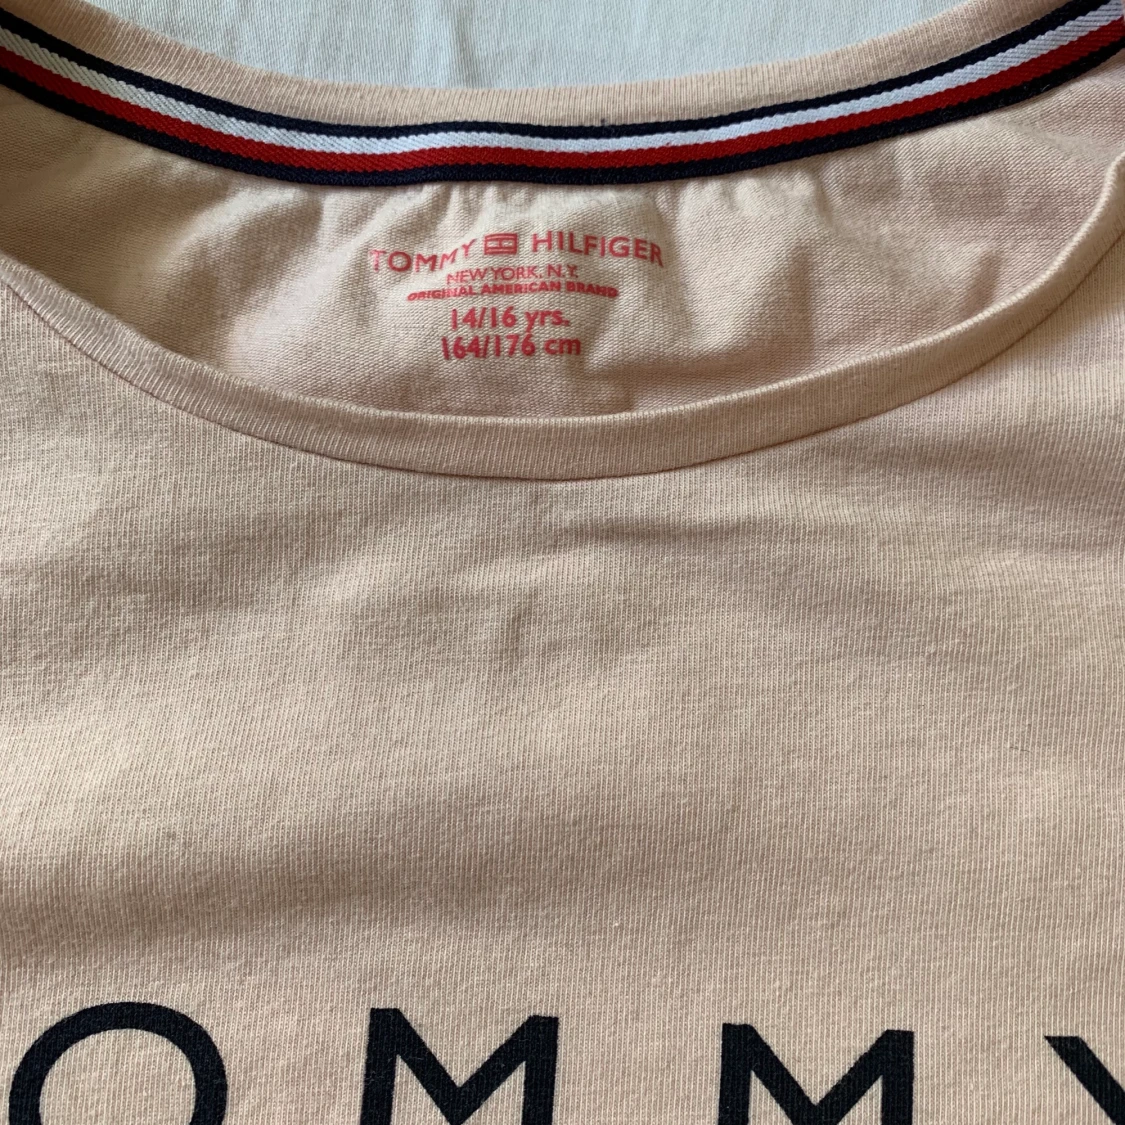 TOMMY HILFIGER
NEW YORK, N.Y.
ORIGINAL AMERICAN BRAND
14/16 yrs.
164/176 cm
OMMY